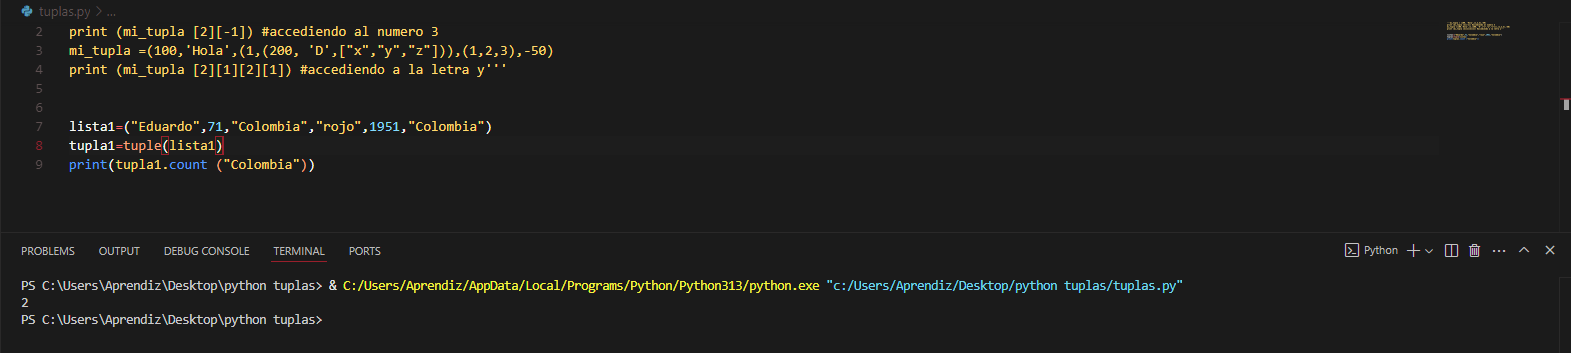 tuplas.py > ...
2 print (mi_tupla [2][-1]) #accediendo al numero 3
3 mi_tupla =(100,'Hola',(1,(200, 'D',["x","y","z"])),(1,2,3),-50)
4 print (mi_tupla [2][1][2][1]) #accediendo a la letra y'''
5
6
7 lista1=("Eduardo",71,"Colombia","rojo",1951,"Colombia")
8 tupla1=tuple(lista1)
9 print(tupla1.count ("Colombia"))
PROBLEMS OUTPUT DEBUG CONSOLE TERMINAL PORTS Python
PS C:\Users\Aprendiz\Desktop\python tuplas> & C:/Users/Aprendiz/AppData/Local/Programs/Python/Python313/python.exe "c:/Users/Aprendiz/Desktop/python tuplas/tuplas.py"
2
PS C:\Users\Aprendiz\Desktop\python tuplas>